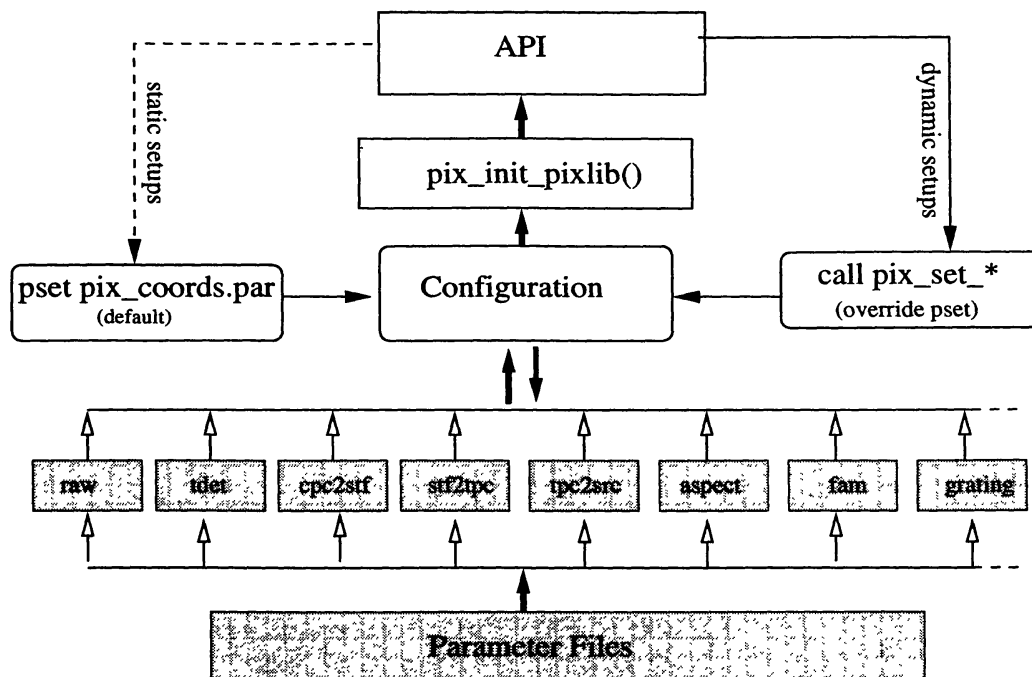 API
static setups
dynamic setups
pix_init_pixlib()
pset pix_coords.par
(default)
Configuration
call pix_set_*
(override pset)
raw
tdet
cpc2stf
stf2tpc
tpc2src
aspect
fam
grating
Parameter Files